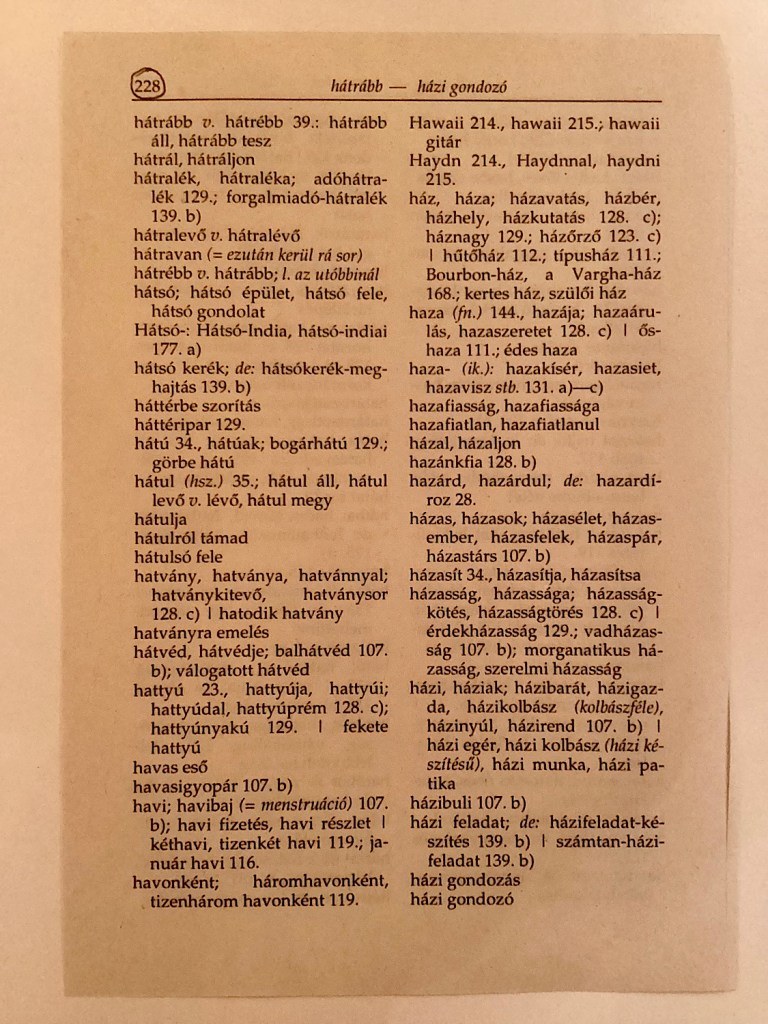 228
hátrább — házi gondozó
hátrább v. hátrébb 39.: hátrább
áll, hátrább tesz
hátrál, hátráljon
hátralék, hátraléka; adóhátra-
lék 129.; forgalmiadó-hátralék
139. b)
hátralevő v. hátralévő
hátravan (= ezután kerül rá sor)
hátrébb v. hátrább; l. az utóbbinál
hátsó; hátsó épület, hátsó fele,
hátsó gondolat
Hátsó-: Hátsó-India, hátsó-indiai
177. a)
hátsó kerék; de: hátsókerék-meg-
hajtás 139. b)
háttérbe szorítás
háttéripar 129.
hátú 34., hátúak; bogárhátú 129.;
görbe hátú
hátul (hsz.) 35.; hátul áll, hátul
levő v. lévő, hátul megy
hátulja
hátulról támad
hátulsó fele
hatvány, hatványa, hatvánnyal;
hatványkitevő, hatványsor
128. c) | hatodik hatvány
hatványra emelés
hátvéd, hátvédje; balhátvéd 107.
b); válogatott hátvéd
hattyú 23., hattyúja, hattyúi;
hattyúdal, hattyúprém 128. c);
hattyúnyakú 129. | fekete
hattyú
havas eső
havasigyopár 107. b)
havi; havibaj (= menstruáció) 107.
b); havi fizetés, havi részlet |
kéthavi, tizenkét havi 119.; ja-
nuár havi 116.
havonként; háromhavonként,
tizenhárom havonként 119.
Hawaii 214., hawaii 215.; hawaii
gitár
Haydn 214., Haydnnal, haydni
215.
ház, háza; házavatás, házbér,
házhely, házkutatás 128. c);
háznagy 129.; házőrző 123. c)
| hűtőház 112.; típusház 111.;
Bourbon-ház, a Vargha-ház
168.; kertes ház, szülői ház
haza (fn.) 144., hazája; hazaáru-
lás, hazaszeretet 128. c) | ős-
haza 111.; édes haza
haza- (ik.): hazakísér, hazasiet,
hazavisz stb. 131. a)—c)
hazafiasság, hazafiassága
hazafiatlan, hazafiatlanul
házal, házaljon
hazánkfia 128. b)
hazárd, hazárdul; de: hazardí-
roz 28.
házas, házasok; házasélet, házas-
ember, házasfelek, házaspár,
házastárs 107. b)
házasít 34., házasítja, házasítsa
házasság, házassága; házasság-
kötés, házasságtörés 128. c) |
érdekházasság 129.; vadházas-
ság 107. b); morganatikus há-
zasság, szerelmi házasság
házi, háziak; házibarát, házigaz-
da, házikolbász (kolbászféle),
házinyúl, házirend 107. b) |
házi egér, házi kolbász (házi ké-
szítésű), házi munka, házi pa-
tika
házibuli 107. b)
házi feladat; de: házifeladat-ké-
szítés 139. b) | számtan-házi-
feladat 139. b)
házi gondozás
házi gondozó